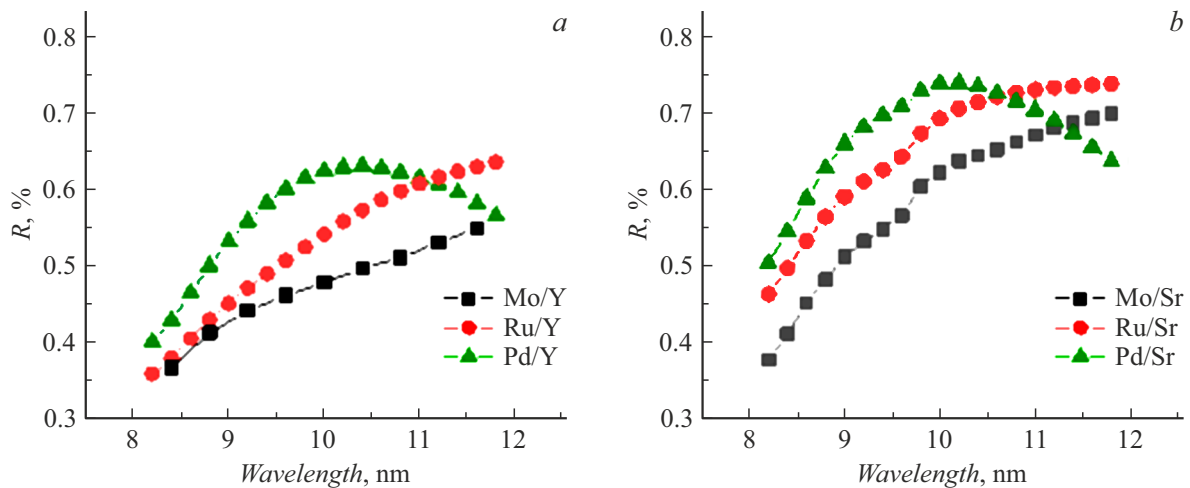 a
0.8
0.7
0.6
0.5
0.4
0.3
R, %
8 9 10 11 12
Wavelength, nm
Mo/Y
Ru/Y
Pd/Y
b
0.8
0.7
0.6
0.5
0.4
0.3
R, %
8 9 10 11 12
Wavelength, nm
Mo/Sr
Ru/Sr
Pd/Sr